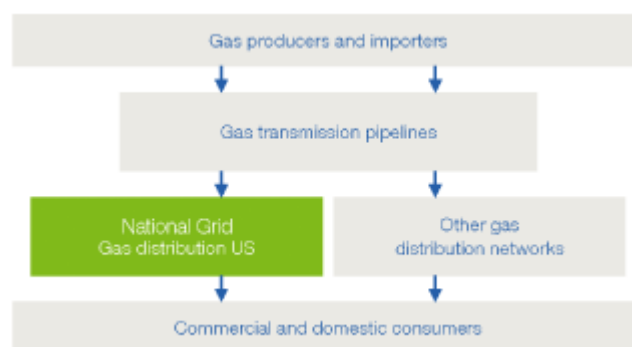 Gas producers and importers
Gas transmission pipelines
National Grid
Gas distribution US
Other gas
distribution networks
Commercial and domestic consumers